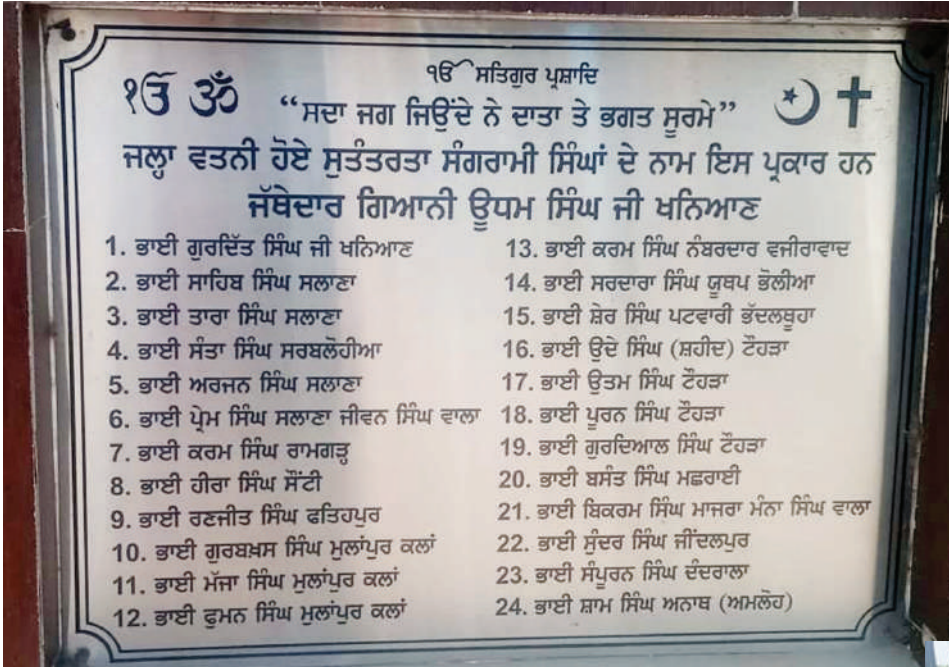 ੴ ਸਤਿਗੁਰ ਪ੍ਰਸ਼ਾਦਿ
ੴ ॐ
“ਸਦਾ ਜਗ ਜਿਉਂਦੇ ਨੇ ਦਾਤਾ ਤੇ ਭਗਤ ਸੂਰਮੇ”
ਜਲ੍ਹਾ ਵਤਨੀ ਹੋਏ ਸੁਤੰਤਰਤਾ ਸੰਗਰਾਮੀ ਸਿੰਘਾਂ ਦੇ ਨਾਮ ਇਸ ਪ੍ਰਕਾਰ ਹਨ
ਜੱਥੇਦਾਰ ਗਿਆਨੀ ਊਧਮ ਸਿੰਘ ਜੀ ਖਨਿਆਣ
1. ਭਾਈ ਗੁਰਦਿੱਤ ਸਿੰਘ ਜੀ ਖਨਿਆਣ
2. ਭਾਈ ਸਾਹਿਬ ਸਿੰਘ ਸਲਾਣਾ
3. ਭਾਈ ਤਾਰਾ ਸਿੰਘ ਸਲਾਣਾ
4. ਭਾਈ ਸੰਤਾ ਸਿੰਘ ਸਰਬਲੋਹੀਆ
5. ਭਾਈ ਅਰਜਨ ਸਿੰਘ ਸਲਾਣਾ
6. ਭਾਈ ਪ੍ਰੇਮ ਸਿੰਘ ਸਲਾਣਾ ਜੀਵਨ ਸਿੰਘ ਵਾਲਾ
7. ਭਾਈ ਕਰਮ ਸਿੰਘ ਰਾਮਗੜ੍ਹ
8. ਭਾਈ ਹੀਰਾ ਸਿੰਘ ਸੌਂਟੀ
9. ਭਾਈ ਰਣਜੀਤ ਸਿੰਘ ਫਤਿਹਪੁਰ
10. ਭਾਈ ਗੁਰਬਖ਼ਸ ਸਿੰਘ ਮੁਲਾਂਪੁਰ ਕਲਾਂ
11. ਭਾਈ ਮੱਜਾ ਸਿੰਘ ਮੁਲਾਂਪੁਰ ਕਲਾਂ
12. ਭਾਈ ਫੁਮਨ ਸਿੰਘ ਮੁਲਾਂਪੁਰ ਕਲਾਂ
13. ਭਾਈ ਕਰਮ ਸਿੰਘ ਨੰਬਰਦਾਰ ਵਜੀਰਾਵਾਦ
14. ਭਾਈ ਸਰਦਾਰਾ ਸਿੰਘ ਯੂਥਪ ਭੋਲੀਆ
15. ਭਾਈ ਸ਼ੇਰ ਸਿੰਘ ਪਟਵਾਰੀ ਭੱਦਲਥੂਹਾ
16. ਭਾਈ ਉਦੇ ਸਿੰਘ (ਸ਼ਹੀਦ) ਟੌਹੜਾ
17. ਭਾਈ ਉਤਮ ਸਿੰਘ ਟੌਹੜਾ
18. ਭਾਈ ਪੂਰਨ ਸਿੰਘ ਟੌਹੜਾ
19. ਭਾਈ ਗੁਰਦਿਆਲ ਸਿੰਘ ਟੌਹੜਾ
20. ਭਾਈ ਬਸੰਤ ਸਿੰਘ ਮਛਰਾਈ
21. ਭਾਈ ਬਿਕਰਮ ਸਿੰਘ ਮਾਜਰਾ ਮੰਨਾ ਸਿੰਘ ਵਾਲਾ
22. ਭਾਈ ਸੁੰਦਰ ਸਿੰਘ ਜੀਂਦਲਪੁਰ
23. ਭਾਈ ਸੰਪੂਰਨ ਸਿੰਘ ਦੰਦਰਾਲਾ
24. ਭਾਈ ਸ਼ਾਮ ਸਿੰਘ ਅਨਾਥ (ਅਮਲੋਹ)